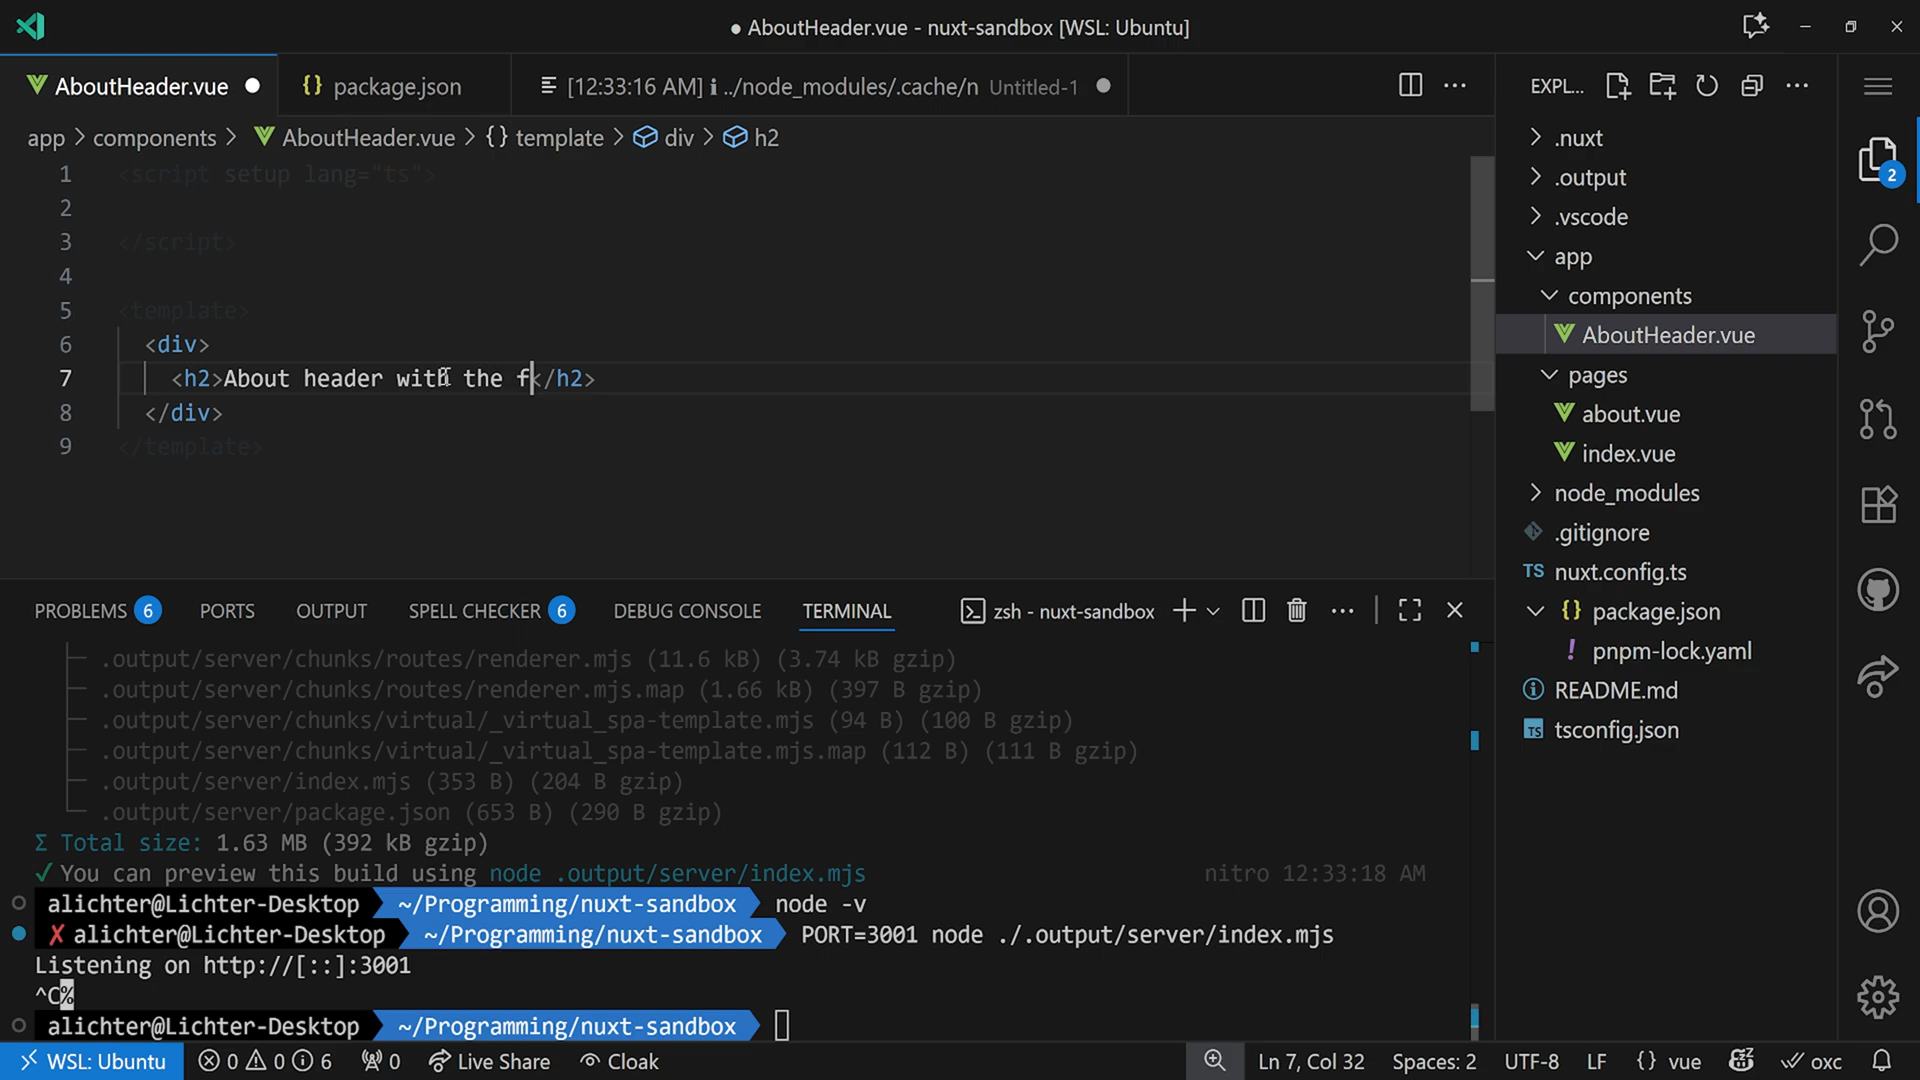 ● AboutHeader.vue - nuxt-sandbox [WSL: Ubuntu]
AboutHeader.vue ●
{} package.json
[12:33:16 AM] ℹ ../node_modules/.cache/n Untitled-1 ●
app > components > AboutHeader.vue > {} template > div > h2
1 <script setup lang="ts">
2
3 </script>
4
5 <template>
6 <div>
7 <h2>About header with the f</h2>
8 </div>
9 </template>
PROBLEMS 6 PORTS OUTPUT SPELL CHECKER 6 DEBUG CONSOLE TERMINAL zsh - nuxt-sandbox
├─ .output/server/chunks/routes/renderer.mjs (11.6 kB) (3.74 kB gzip)
├─ .output/server/chunks/routes/renderer.mjs.map (1.66 kB) (397 B gzip)
├─ .output/server/chunks/virtual/_virtual_spa-template.mjs (94 B) (100 B gzip)
├─ .output/server/chunks/virtual/_virtual_spa-template.mjs.map (112 B) (111 B gzip)
├─ .output/server/index.mjs (353 B) (204 B gzip)
└─ .output/server/package.json (653 B) (290 B gzip)
Σ Total size: 1.63 MB (392 kB gzip)
✓ You can preview this build using node .output/server/index.mjs nitro 12:33:18 AM
alichter@Lichter-Desktop ~/Programming/nuxt-sandbox node -v
✗ alichter@Lichter-Desktop ~/Programming/nuxt-sandbox PORT=3001 node ./.output/server/index.mjs
Listening on http://[::]:3001
^C%
alichter@Lichter-Desktop ~/Programming/nuxt-sandbox
EXPL...
.nuxt
.output
.vscode
app
components
AboutHeader.vue
pages
about.vue
index.vue
node_modules
.gitignore
TS nuxt.config.ts
{} package.json
! pnpm-lock.yaml
README.md
TS tsconfig.json
2
WSL: Ubuntu 0 0 6 0 Live Share Cloak Ln 7, Col 32 Spaces: 2 UTF-8 LF {} vue oxc